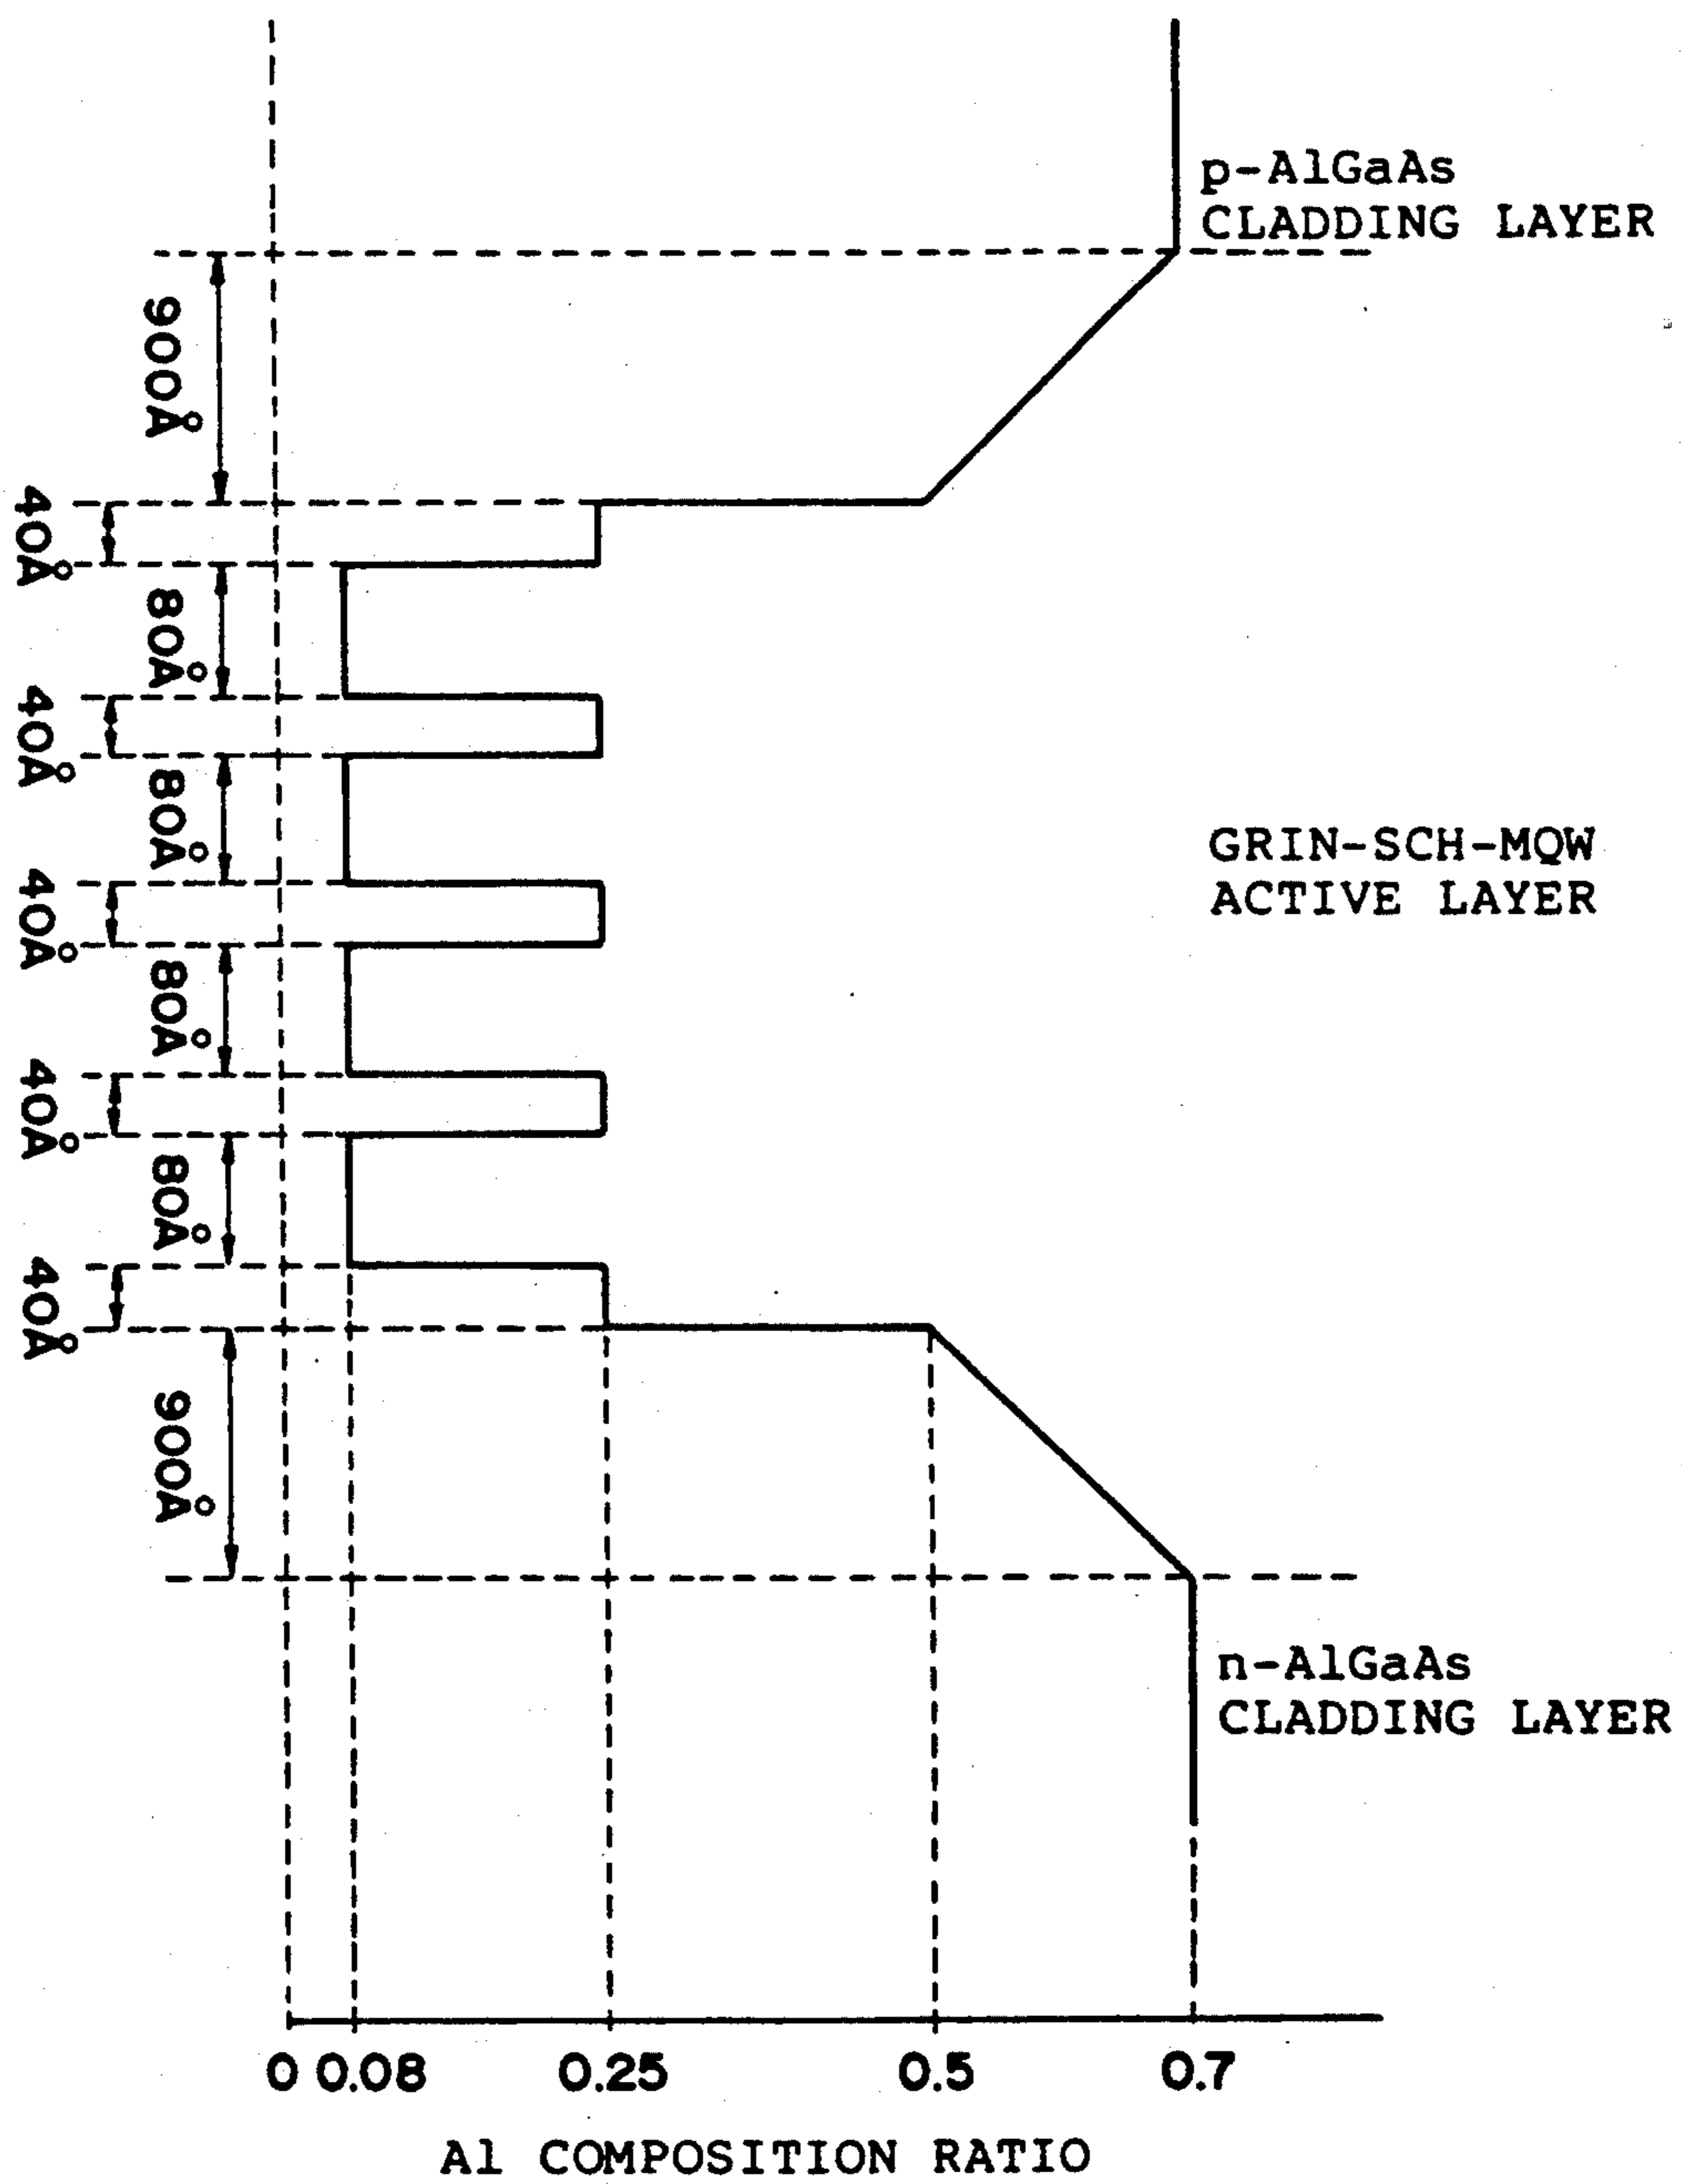 p-AlGaAs
CLADDING LAYER
900Å
40Å
80Å
40Å
80Å
40Å
80Å
40Å
80Å
40Å
900Å
GRIN-SCH-MQW
ACTIVE LAYER
n-AlGaAs
CLADDING LAYER
0 0.08 0.25 0.5 0.7
Al COMPOSITION RATIO